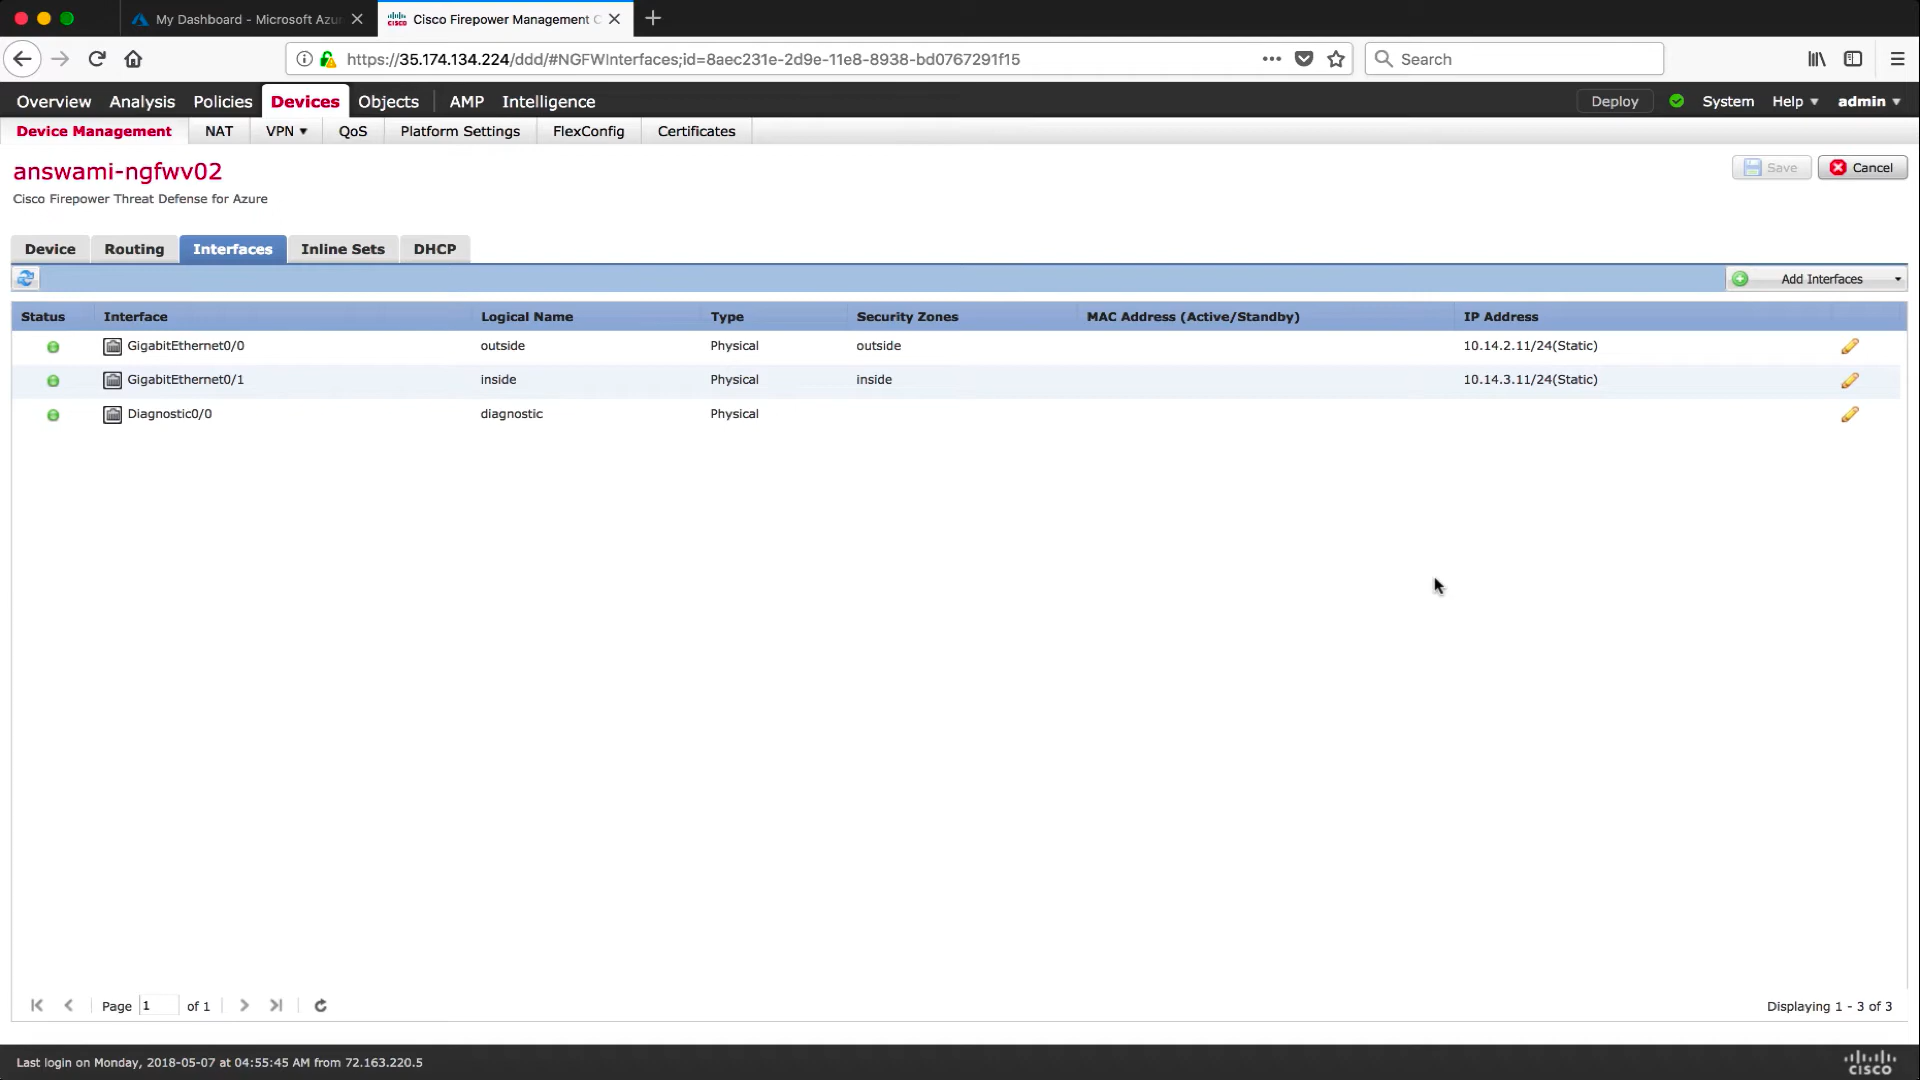 My Dashboard - Microsoft Azur
Cisco Firepower Management C
https://35.174.134.224/ddd/#NGFWInterfaces;id=8aec231e-2d9e-11e8-8938-bd0767291f15
Search
Overview Analysis Policies Devices Objects AMP Intelligence Deploy System Help admin
Device Management NAT VPN QoS Platform Settings FlexConfig Certificates
answami-ngfwv02
Save Cancel
Cisco Firepower Threat Defense for Azure
Device Routing Interfaces Inline Sets DHCP
Add Interfaces
Status Interface Logical Name Type Security Zones MAC Address (Active/Standby) IP Address
GigabitEthernet0/0 outside Physical outside 10.14.2.11/24(Static)
GigabitEthernet0/1 inside Physical inside 10.14.3.11/24(Static)
Diagnostic0/0 diagnostic Physical
Page 1 of 1 Displaying 1 - 3 of 3
Last login on Monday, 2018-05-07 at 04:55:45 AM from 72.163.220.5
CISCO